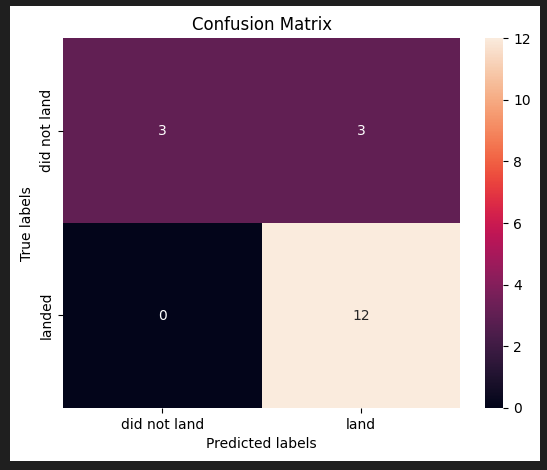 Confusion Matrix
True labels
did not land
landed
3 3
0 12
did not land land
Predicted labels
12
10
8
6
4
2
0